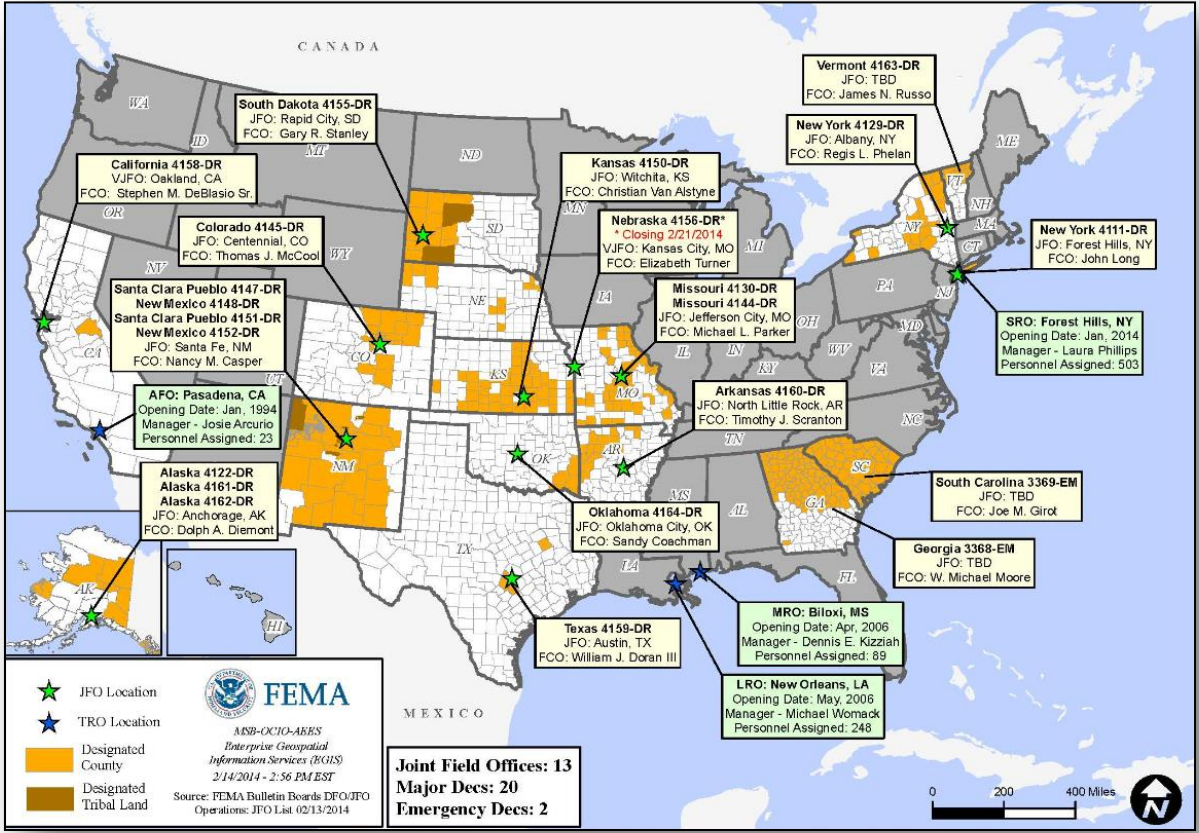 CANADA
WA
ID
MT
ND
MN
OR
WY
SD
NV
UT
CA
CO
NE
IA
KS
MO
NM
OK
AR
TX
LA
MS
AL
TN
GA
SC
NC
FL
KY
VA
WV
OH
IN
IL
MI
PA
NJ
MD
NY
VT
NH
MA
CT
ME
AK
HI
MEXICO
Vermont 4163-DR
JFO: TBD
FCO: James N. Russo
New York 4129-DR
JFO: Albany, NY
FCO: Regis L. Phelan
South Dakota 4155-DR
JFO: Rapid City, SD
FCO: Gary R. Stanley
California 4158-DR
VJFO: Oakland, CA
FCO: Stephen M. DeBlasio Sr.
Kansas 4150-DR
JFO: Witchita, KS
FCO: Christian Van Alstyne
Nebraska 4156-DR*
* Closing 2/21/2014
VJFO: Kansas City, MO
FCO: Elizabeth Turner
Colorado 4145-DR
JFO: Centennial, CO
FCO: Thomas J. McCool
New York 4111-DR
JFO: Forest Hills, NY
FCO: John Long
Santa Clara Pueblo 4147-DR
New Mexico 4148-DR
Santa Clara Pueblo 4151-DR
New Mexico 4152-DR
JFO: Santa Fe, NM
FCO: Nancy M. Casper
Missouri 4130-DR
Missouri 4144-DR
JFO: Jefferson City, MO
FCO: Michael L. Parker
SRO: Forest Hills, NY
Opening Date: Jan, 2014
Manager - Laura Phillips
Personnel Assigned: 503
AFO: Pasadena, CA
Opening Date: Jan, 1994
Manager - Josie Arcurio
Personnel Assigned: 23
Arkansas 4160-DR
JFO: North Little Rock, AR
FCO: Timothy J. Scranton
Alaska 4122-DR
Alaska 4161-DR
Alaska 4162-DR
JFO: Anchorage, AK
FCO: Dolph A. Diemont
South Carolina 3369-EM
JFO: TBD
FCO: Joe M. Girot
Oklahoma 4164-DR
JFO: Oklahoma City, OK
FCO: Sandy Coachman
Georgia 3368-EM
JFO: TBD
FCO: W. Michael Moore
Texas 4159-DR
JFO: Austin, TX
FCO: William J. Doran III
MRO: Biloxi, MS
Opening Date: Apr, 2006
Manager - Dennis E. Kizziah
Personnel Assigned: 89
LRO: New Orleans, LA
Opening Date: May, 2006
Manager - Michael Womack
Personnel Assigned: 248
JFO Location
TRO Location
Designated
County
Designated
Tribal Land
FEMA
MSB-OCIO-AEES
Enterprise Geospatial
Information Services (EGIS)
2/14/2014 - 2:56 PM EST
Source: FEMA Bulletin Boards DFO/JFO
Operations: JFO List 02/13/2014
Joint Field Offices: 13
Major Decs: 20
Emergency Decs: 2
0 200 400 Miles
N